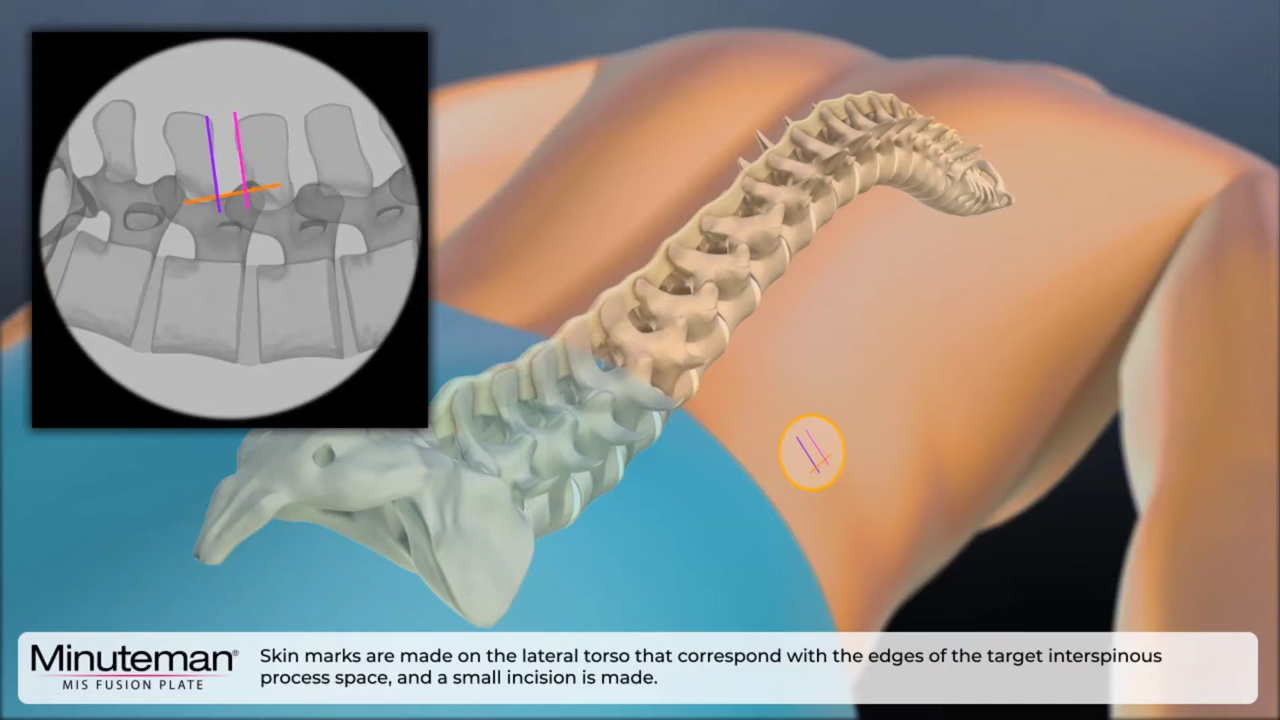 Minuteman®
MIS FUSION PLATE
Skin marks are made on the lateral torso that correspond with the edges of the target interspinous
process space, and a small incision is made.